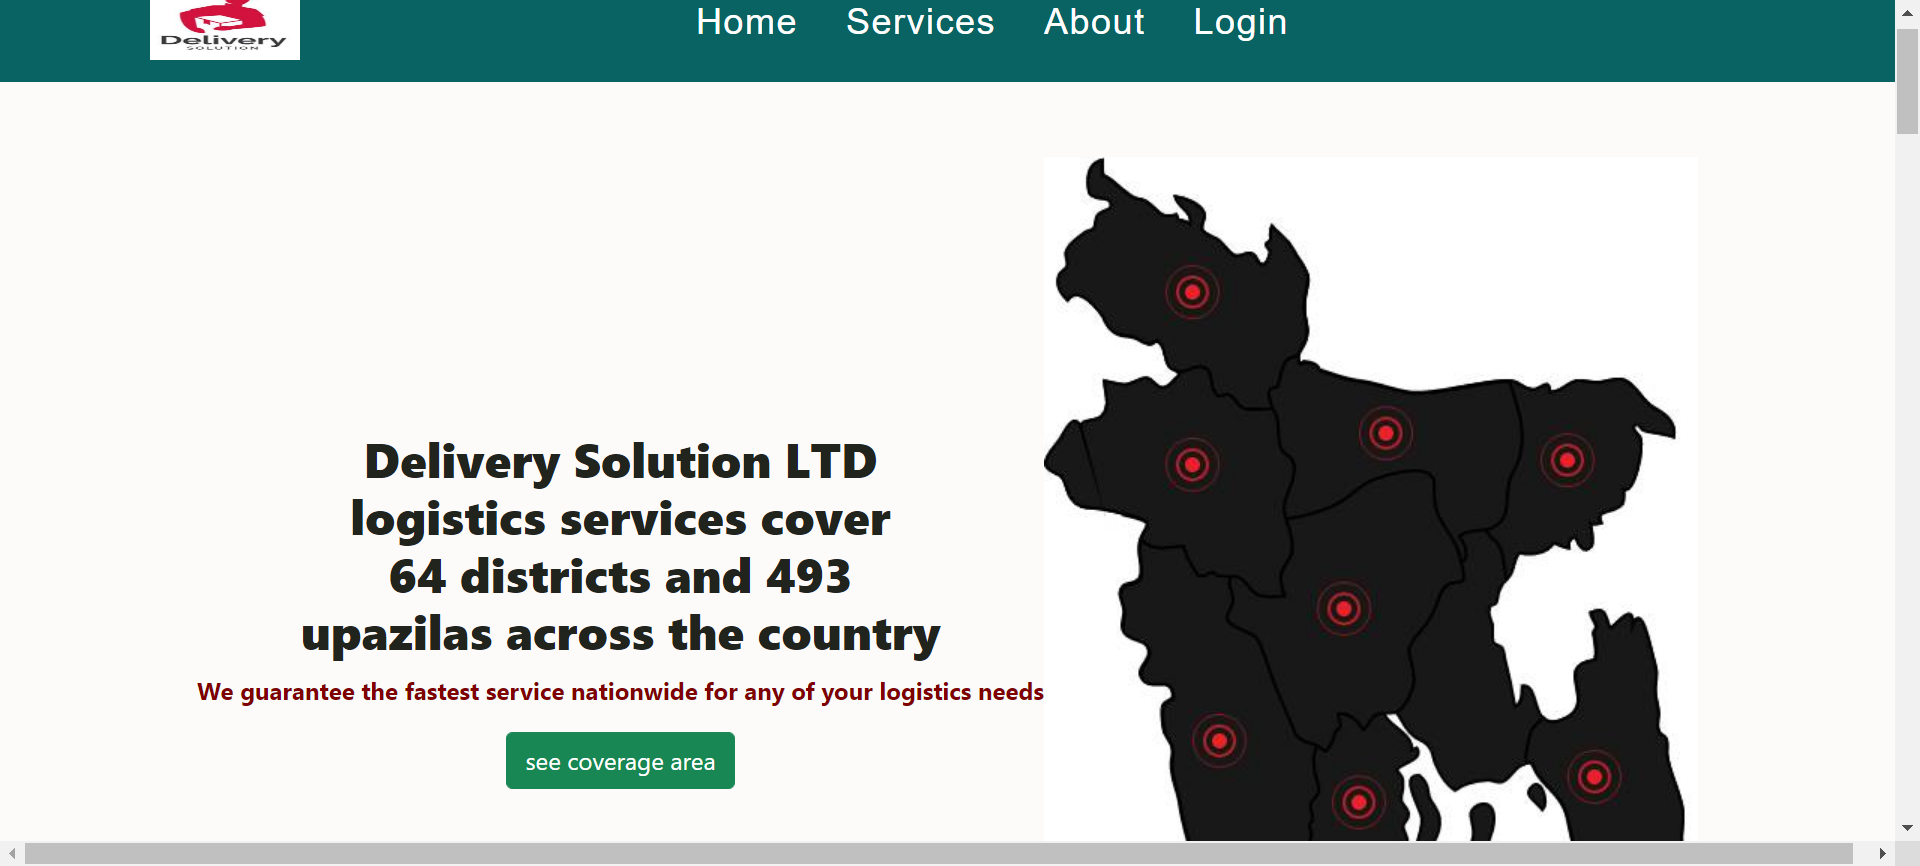 Delivery
SOLUTION
Home Services About Login
Delivery Solution LTD
logistics services cover
64 districts and 493
upazilas across the country
We guarantee the fastest service nationwide for any of your logistics needs
see coverage area